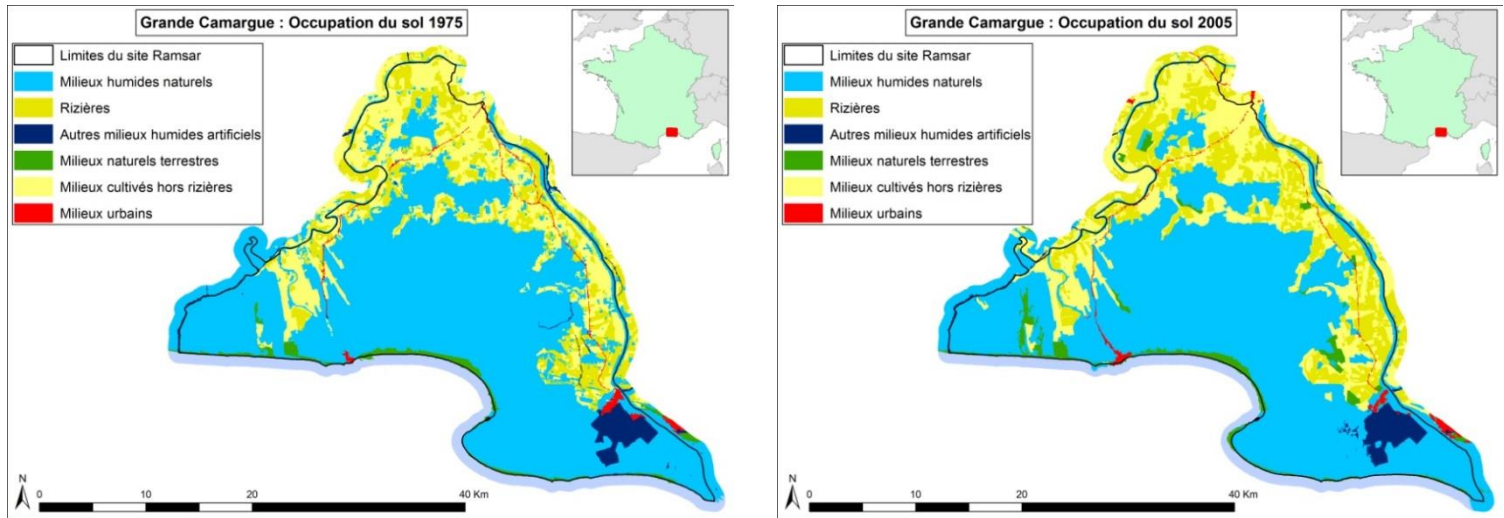 Grande Camargue : Occupation du sol 1975
Limites du site Ramsar
Milieux humides naturels
Rizières
Autres milieux humides artificiels
Milieux naturels terrestres
Milieux cultivés hors rizières
Milieux urbains
N
0 10 20 40 Km
Grande Camargue : Occupation du sol 2005
Limites du site Ramsar
Milieux humides naturels
Rizières
Autres milieux humides artificiels
Milieux naturels terrestres
Milieux cultivés hors rizières
Milieux urbains
N
0 10 20 40 Km